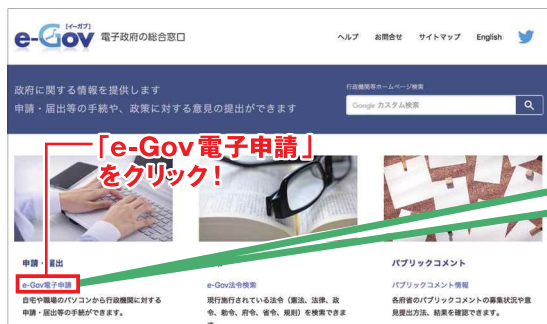 [イーガブ]
e-Gov 電子政府の総合窓口
ヘルプ お問合せ サイトマップ English
政府に関する情報を提供します
申請・届出等の手続や、政策に対する意見の提出ができます
行政機関等ホームページ検索
Google カスタム検索
「e-Gov電子申請」
をクリック!
申請・届出
e-Gov電子申請
自宅や職場のパソコンから行政機関に対する
申請・届出等の手続ができます。
e-Gov法令検索
現行施行されている法令(憲法、法律、政
令、勅令、府令、省令、規則)を検索できま
す。
パブリックコメント
パブリックコメント情報
各府省のパブリックコメントの募集状況や意
見提出方法、結果を確認できます。